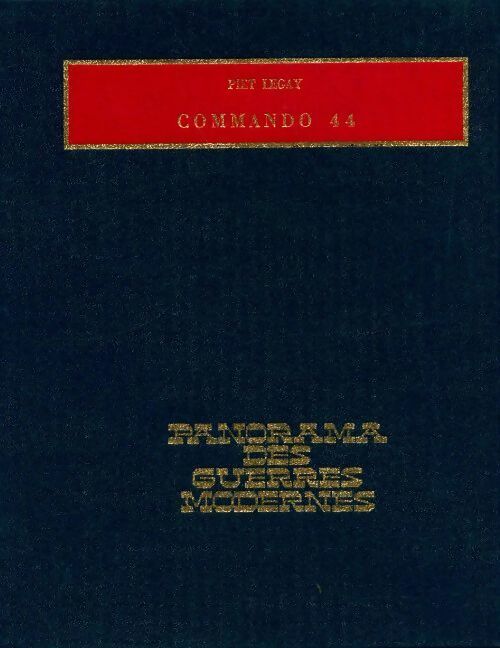 PIET LEGAY
COMMANDO 44
PANORAMA
DES
GUERRES
MODERNES